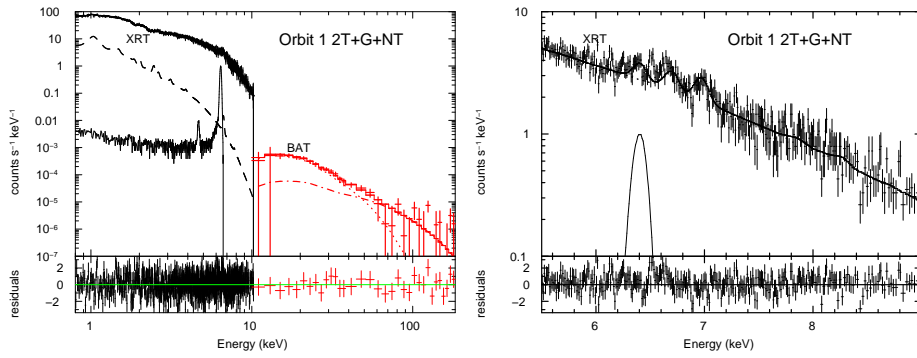 Orbit 1 2T+G+NT
XRT
BAT
counts s⁻¹ keV⁻¹
100
10
1
0.1
0.01
10⁻³
10⁻⁴
10⁻⁵
10⁻⁶
10⁻⁷
residuals
2
0
−2
1
10
100
Energy (keV)
Orbit 1 2T+G+NT
XRT
counts s⁻¹ keV⁻¹
1
0.1
residuals
2
0
−2
6
7
8
Energy (keV)